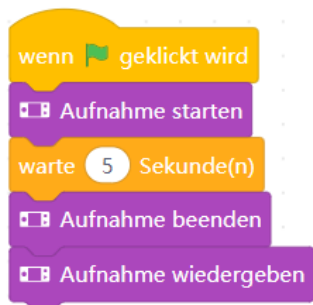 wenn geklickt wird
Aufnahme starten
warte 5 Sekunde(n)
Aufnahme beenden
Aufnahme wiedergeben